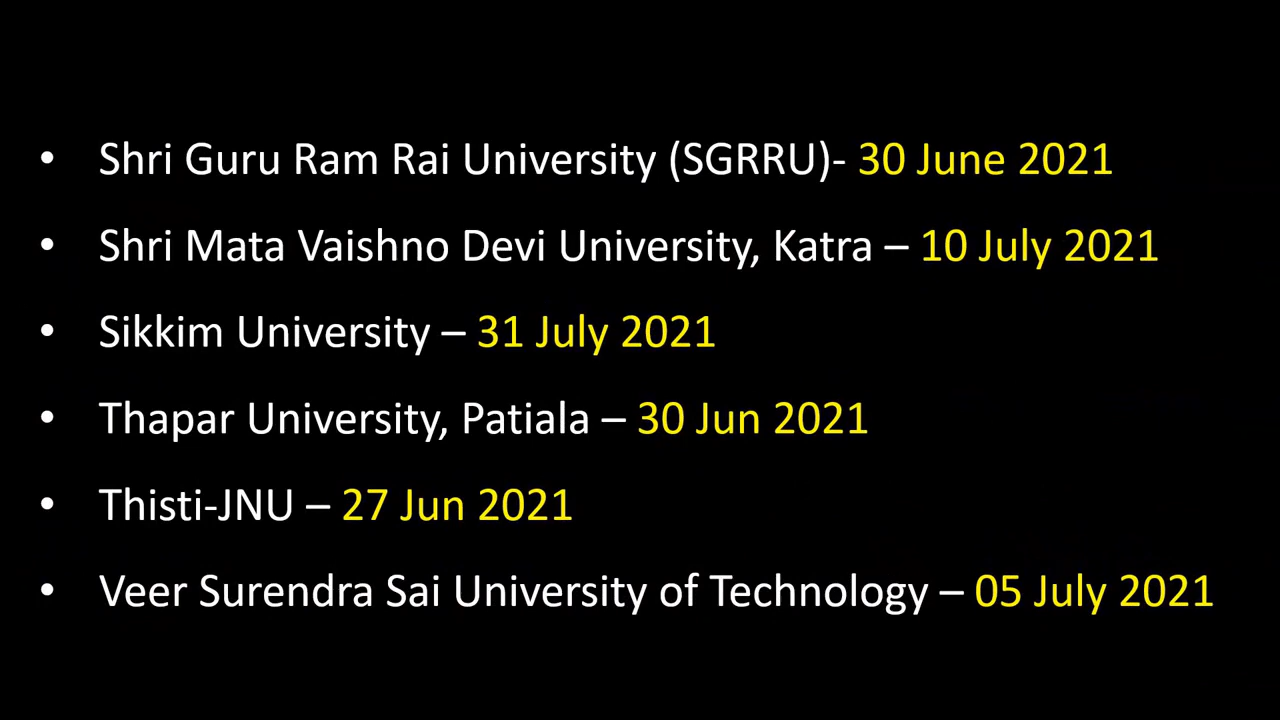 • Shri Guru Ram Rai University (SGRRU)- 30 June 2021
• Shri Mata Vaishno Devi University, Katra – 10 July 2021
• Sikkim University – 31 July 2021
• Thapar University, Patiala – 30 Jun 2021
• Thisti-JNU – 27 Jun 2021
• Veer Surendra Sai University of Technology – 05 July 2021